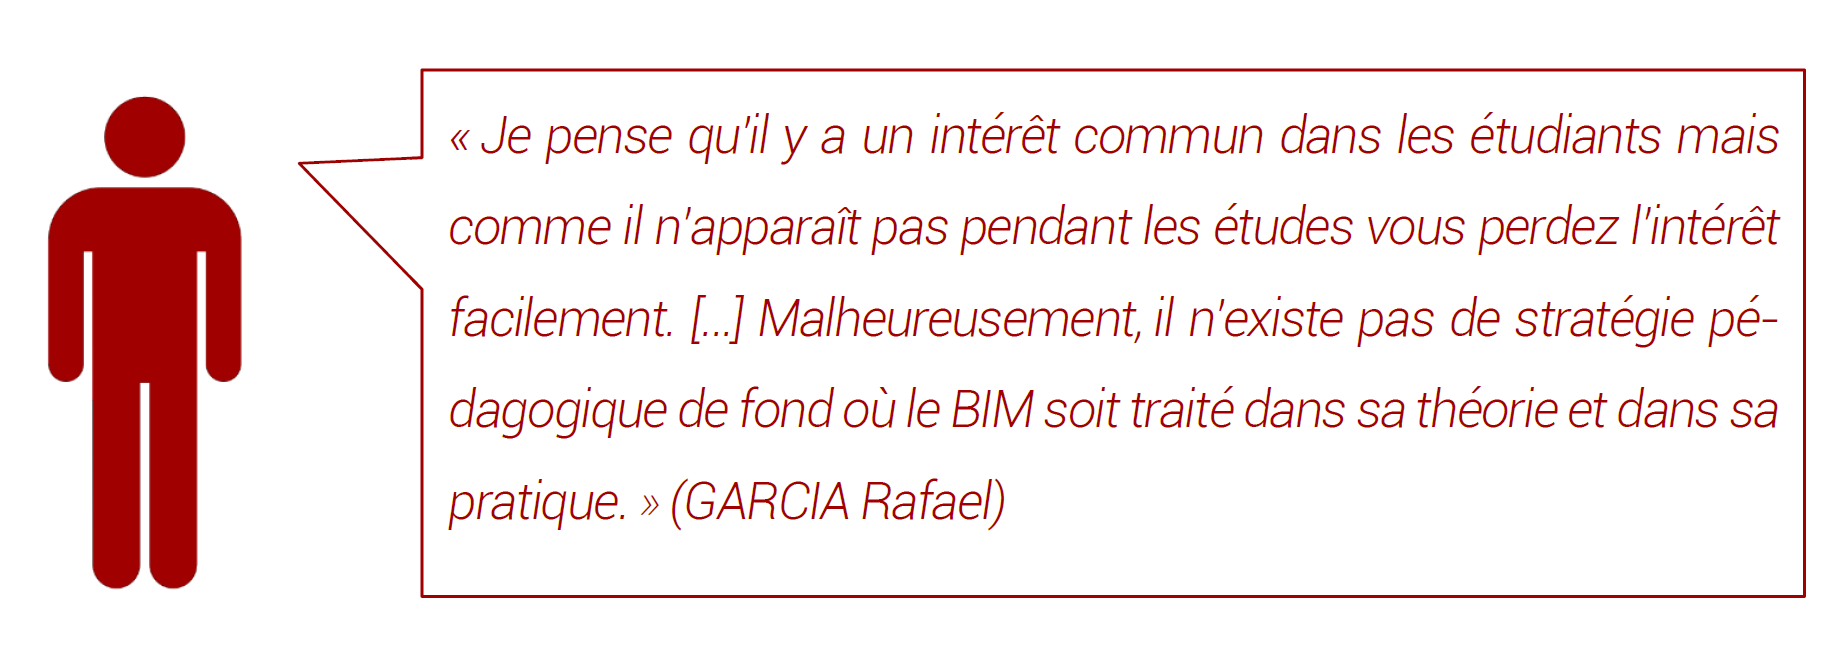 « Je pense qu'il y a un intérêt commun dans les étudiants mais
comme il n'apparaît pas pendant les études vous perdez l'intérêt
facilement. [...] Malheureusement, il n'existe pas de stratégie pé-
dagogique de fond où le BIM soit traité dans sa théorie et dans sa
pratique. » (GARCIA Rafael)